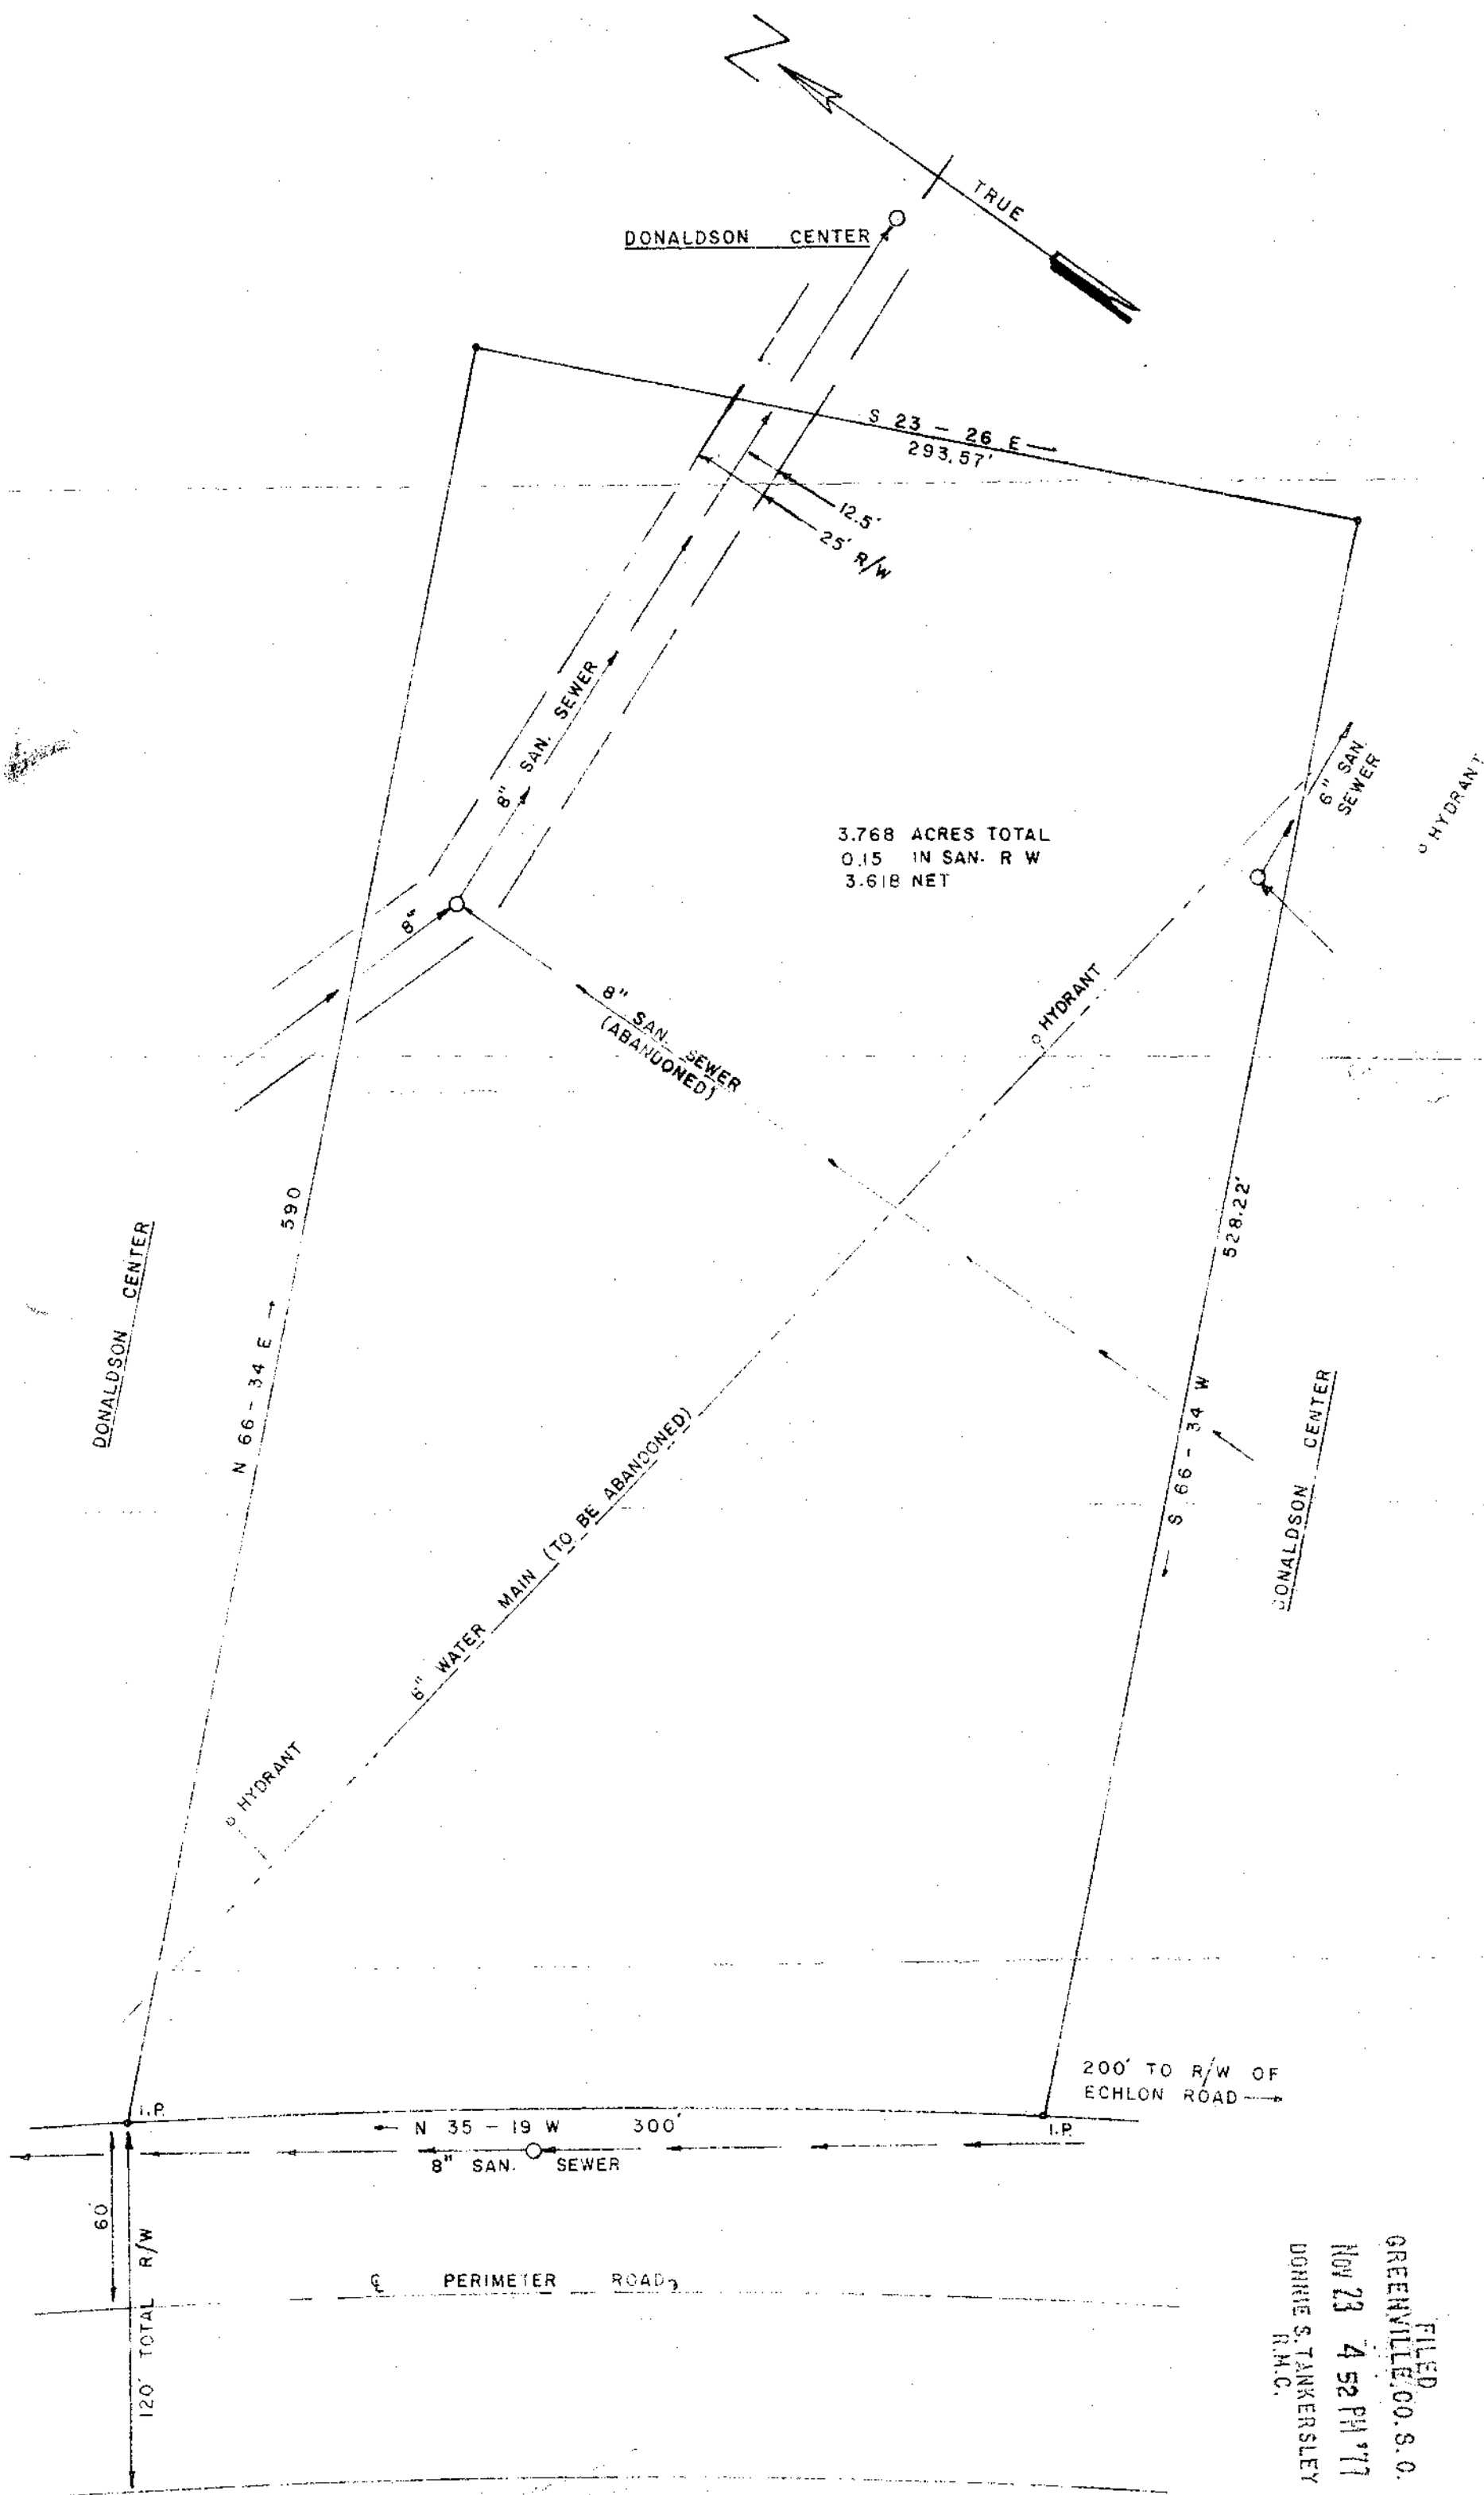 N
TRUE
DONALDSON CENTER
S 23 - 26 E
293.57'
12.5'
25' R/W
8" SAN. SEWER
6" SAN.
SEWER
HYDRANT
3.768 ACRES TOTAL
0.15 IN SAN. R W
3.618 NET
8"
8" SAN. SEWER
(ABANDONED)
HYDRANT
590
N 66 - 34 E
DONALDSON CENTER
528.22'
S 66 - 34 W
DONALDSON CENTER
6" WATER MAIN (TO BE ABANDONED)
HYDRANT
200' TO R/W OF
ECHLON ROAD
I.P.
N 35 - 19 W 300'
I.P.
8" SAN. SEWER
60'
120' TOTAL R/W
℄ PERIMETER ROAD
FILED
GREENVILLE, CO. S. C.
NOV 23 4 52 PM '77
DONNIE S. TANKERSLEY
R.M.C.